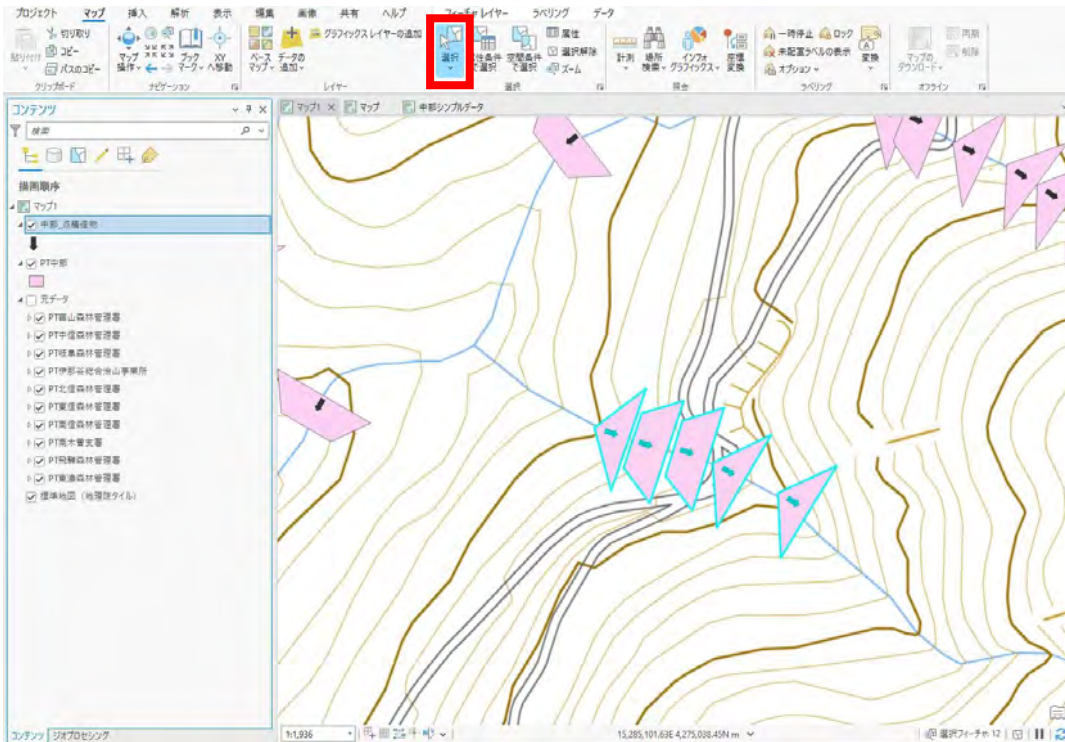 プロジェクト マップ 挿入 解析 表示 編集 画像 共有 ヘルプ フィーチャ レイヤー ラベリング データ
貼り付け 切り取り コピー パスのコピー
マップ操作 ブックマーク XYへ移動
ベースマップ データの追加 グラフィックス レイヤーの追加
選択 属性条件で選択 空間条件で選択 属性 選択解除 ズーム
計測 場所検索 インフォグラフィックス 座標変換
一時停止 ロック 未配置ラベルの表示 オプション 変換
マップのダウンロード 同期 削除
クリップボード ナビゲーション レイヤー 選択 照会 ラベリング オフライン
コンテンツ
検索
描画順序
マップ1
中部_点構造物
PT中部
元データ
PT富山森林管理署
PT中信森林管理署
PT岐阜森林管理署
PT伊那谷総合治山事業所
PT北信森林管理署
PT東信森林管理署
PT南信森林管理署
PT南木曽支署
PT飛騨森林管理署
PT東濃森林管理署
標準地図（地理院タイル）
コンテンツ ジオプロセシング
マップ1 マップ 中部シンプルデータ
1:1,936
15,285,101.63E 4,275,038.45N m
選択フィーチャ: 12